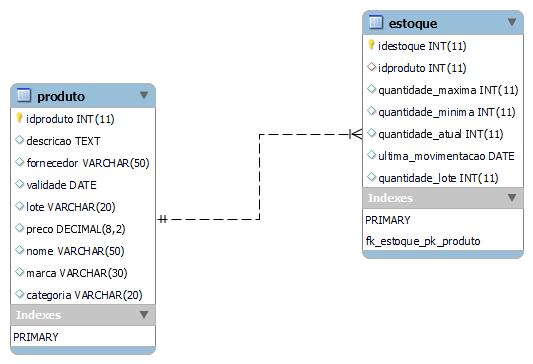 produto
idproduto INT(11)
descricao TEXT
fornecedor VARCHAR(50)
validade DATE
lote VARCHAR(20)
preco DECIMAL(8,2)
nome VARCHAR(50)
marca VARCHAR(30)
categoria VARCHAR(20)
Indexes
PRIMARY
estoque
idestoque INT(11)
idproduto INT(11)
quantidade_maxima INT(11)
quantidade_minima INT(11)
quantidade_atual INT(11)
ultima_movimentacao DATE
quantidade_lote INT(11)
Indexes
PRIMARY
fk_estoque_pk_produto